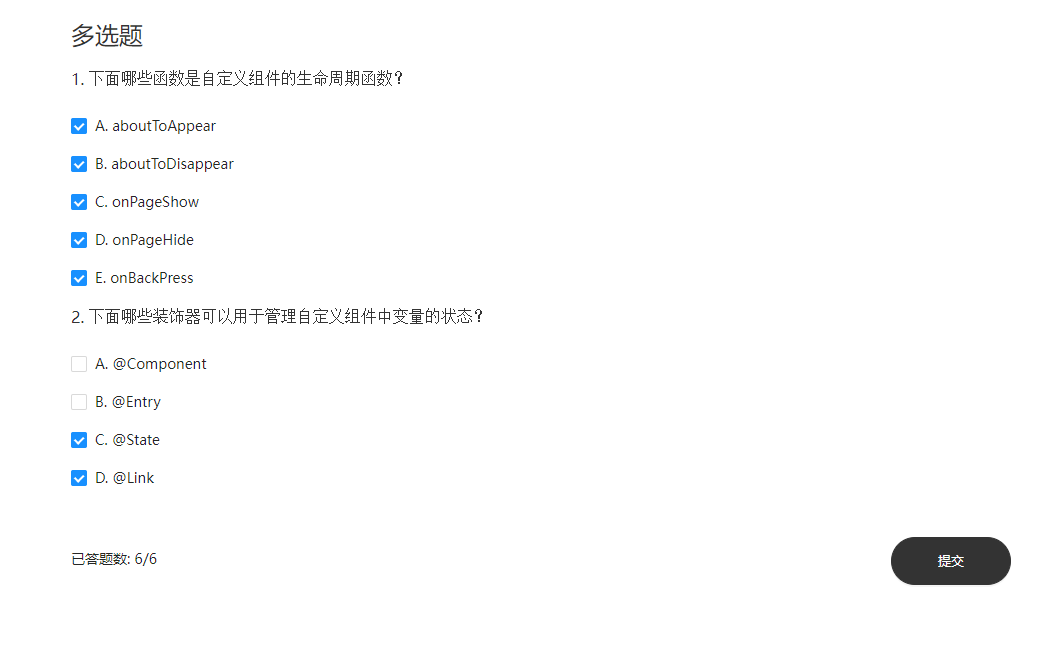 多选题
1. 下面哪些函数是自定义组件的生命周期函数?
A. aboutToAppear
B. aboutToDisappear
C. onPageShow
D. onPageHide
E. onBackPress
2. 下面哪些装饰器可以用于管理自定义组件中变量的状态?
A. @Component
B. @Entry
C. @State
D. @Link
已答题数: 6/6
提交